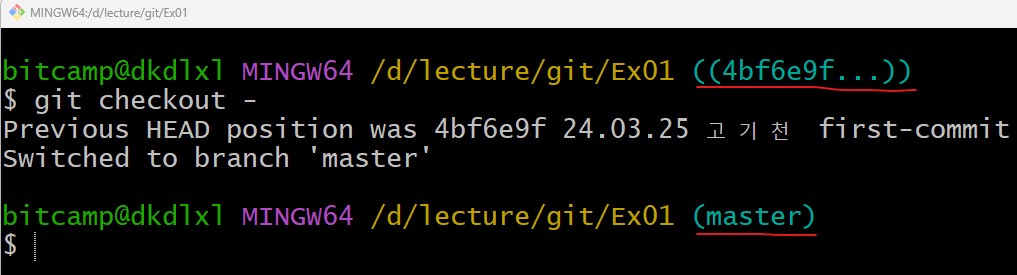 MINGW64:/d/lecture/git/Ex01
bitcamp@dkdlxl MINGW64 /d/lecture/git/Ex01 ((4bf6e9f...))
$ git checkout -
Previous HEAD position was 4bf6e9f 24.03.25 고 기 천  first-commit
Switched to branch 'master'
bitcamp@dkdlxl MINGW64 /d/lecture/git/Ex01 (master)
$